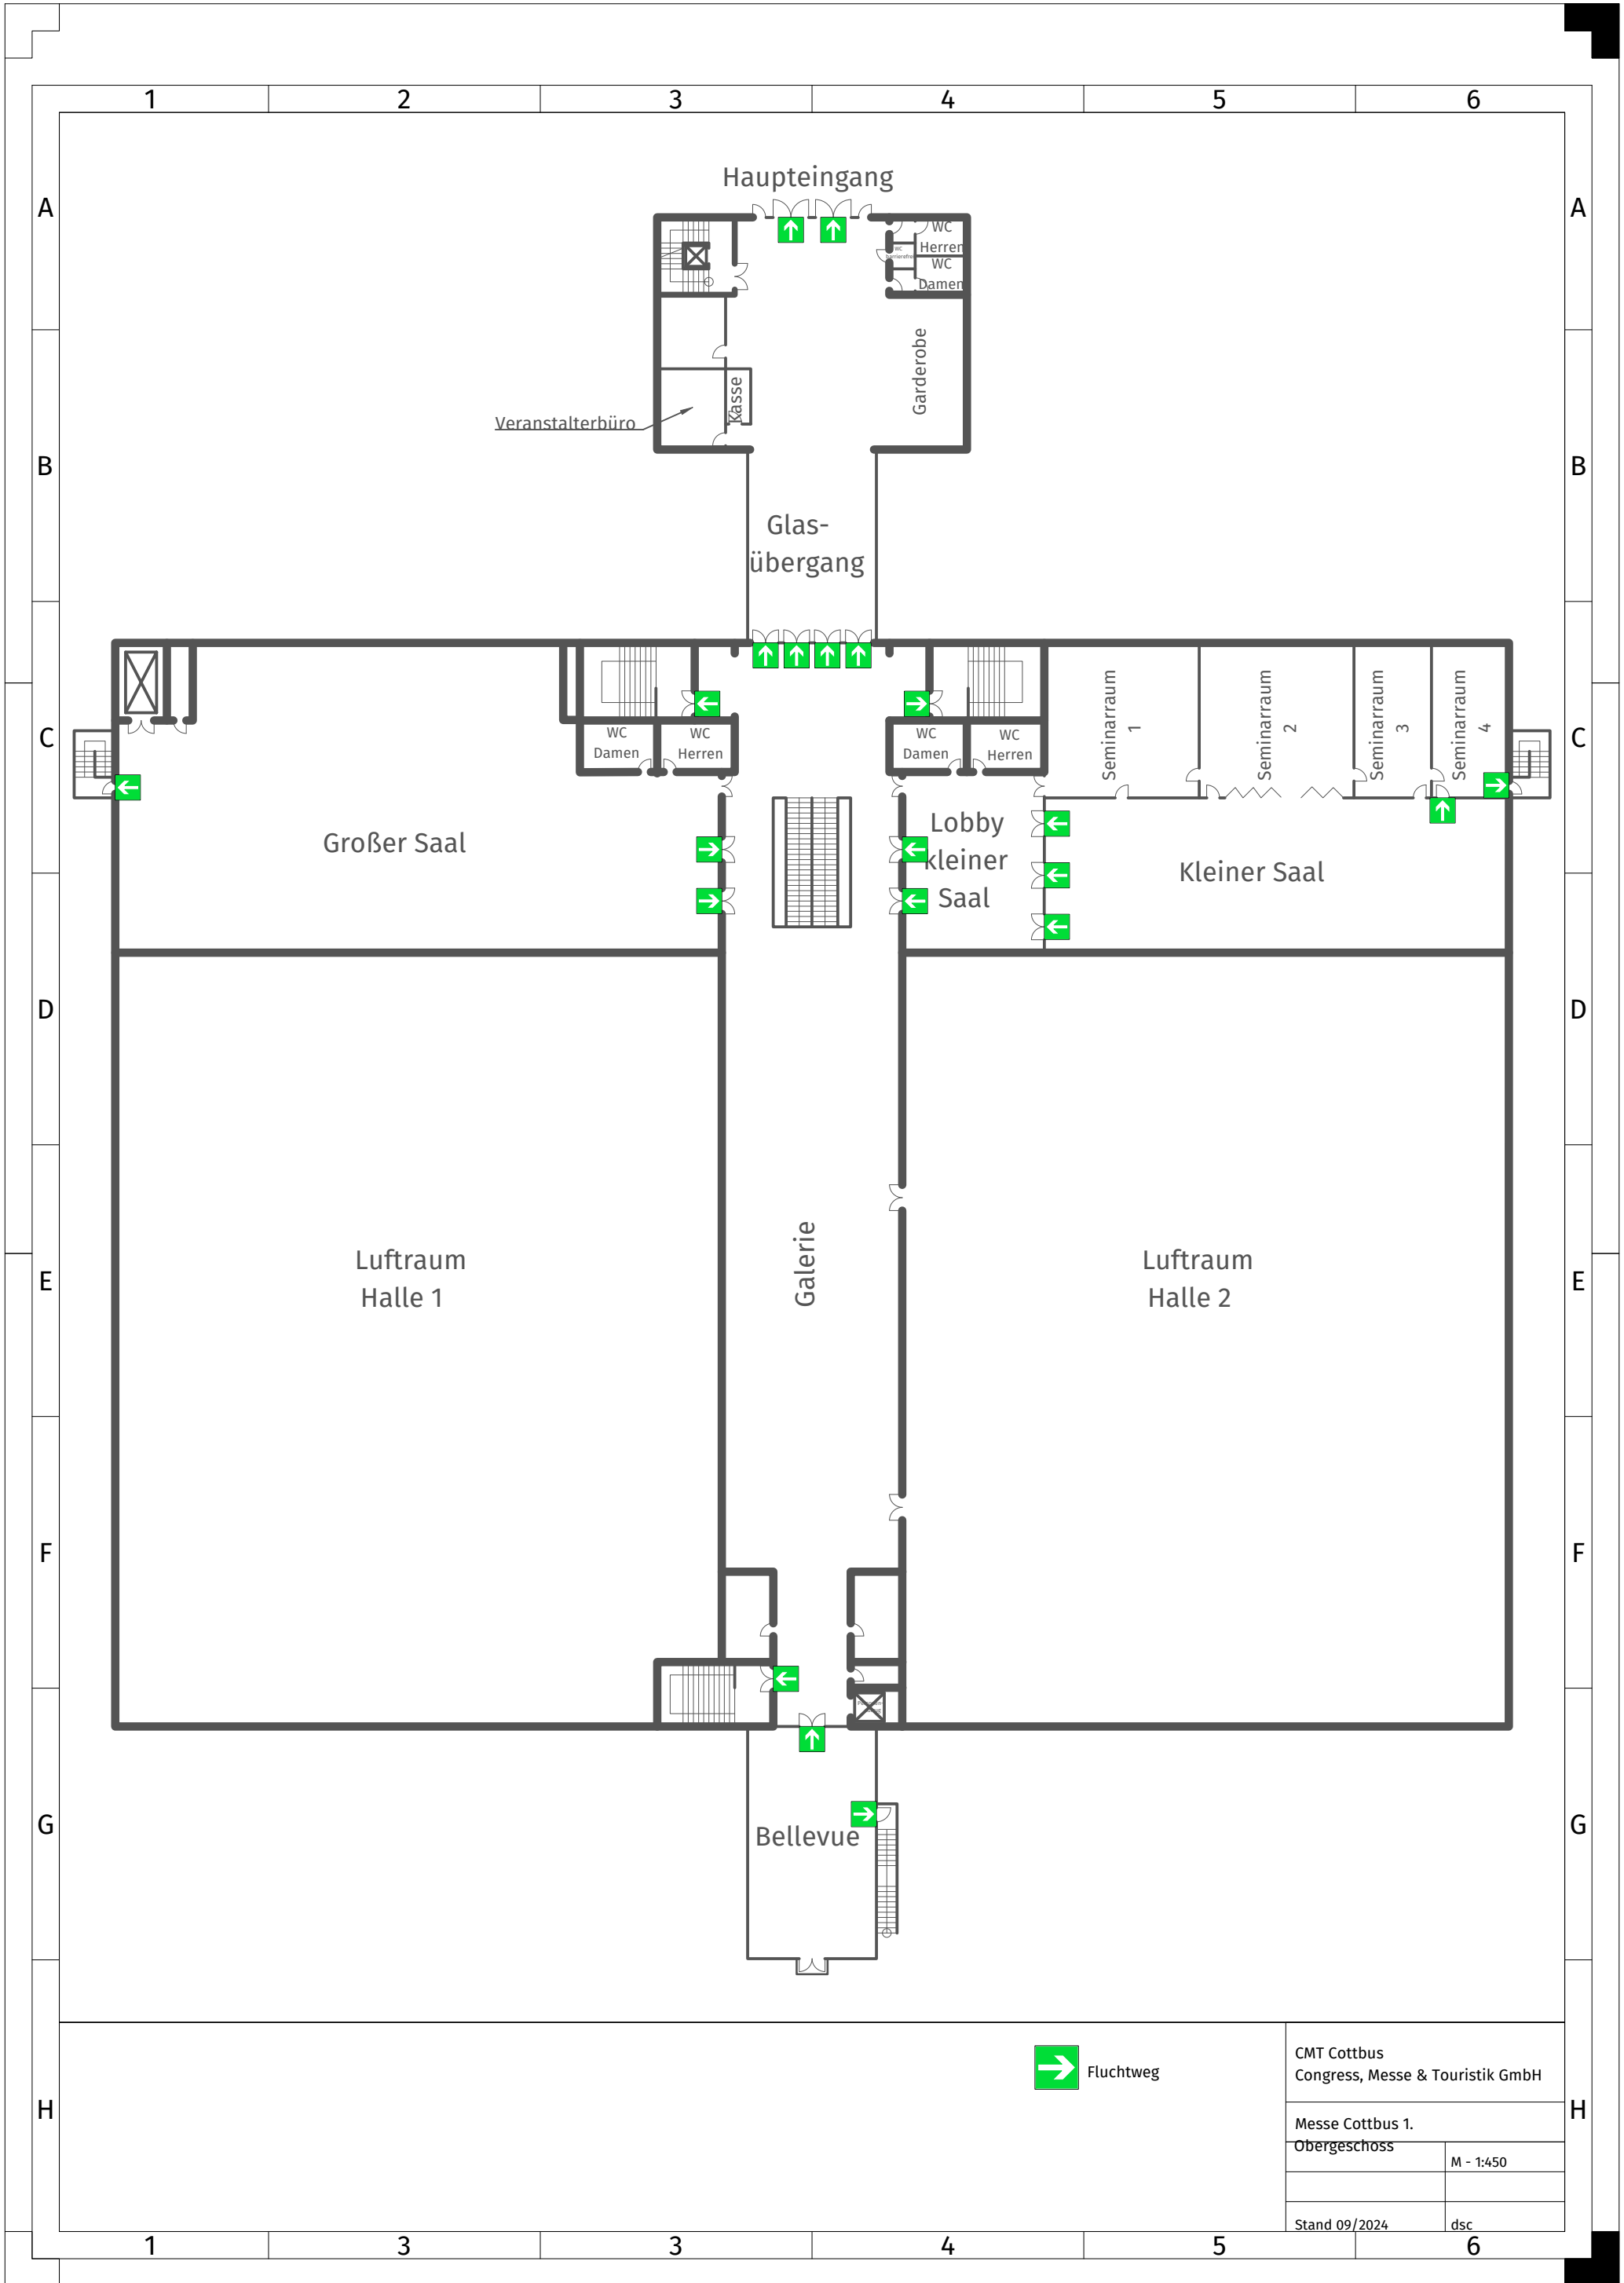 1 2 3 4 5 6
A A
Haupteingang
WC
Herren
WC
barrierefrei
WC
Damen
Garderobe
Kasse
Veranstalterbüro
B B
Glas-
übergang
C C
WC
Damen
WC
Herren
WC
Damen
WC
Herren
Seminarraum
1
Seminarraum
2
Seminarraum
3
Seminarraum
4
Großer Saal
Lobby
kleiner
Saal
Kleiner Saal
D D
Luftraum
Halle 1
Galerie
Luftraum
Halle 2
E E
F F
G G
Bellevue
H H
Fluchtweg
CMT Cottbus
Congress, Messe & Touristik GmbH
Messe Cottbus 1.
Obergeschoss
M - 1:450
Stand 09/2024
dsc
1 3 3 4 5 6